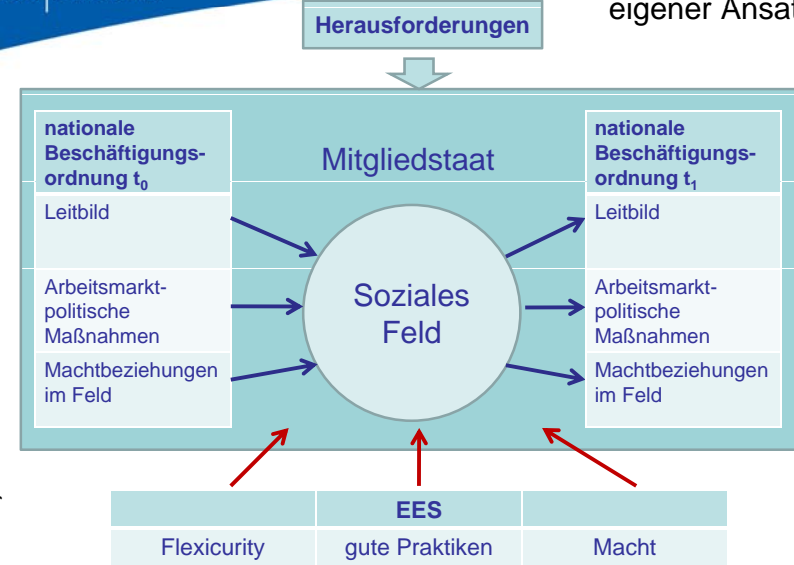 eigener
Herausforderungen
nationale
Beschäftigungs-
ordnung t₀
Leitbild
Arbeitsmarkt-
politische
Maßnahmen
Machtbeziehungen
im Feld
Mitgliedstaat
Soziales
Feld
nationale
Beschäftigungs-
ordnung t₁
Leitbild
Arbeitsmarkt-
politische
Maßnahmen
Machtbeziehungen
im Feld
EES
Flexicurity gute Praktiken Macht